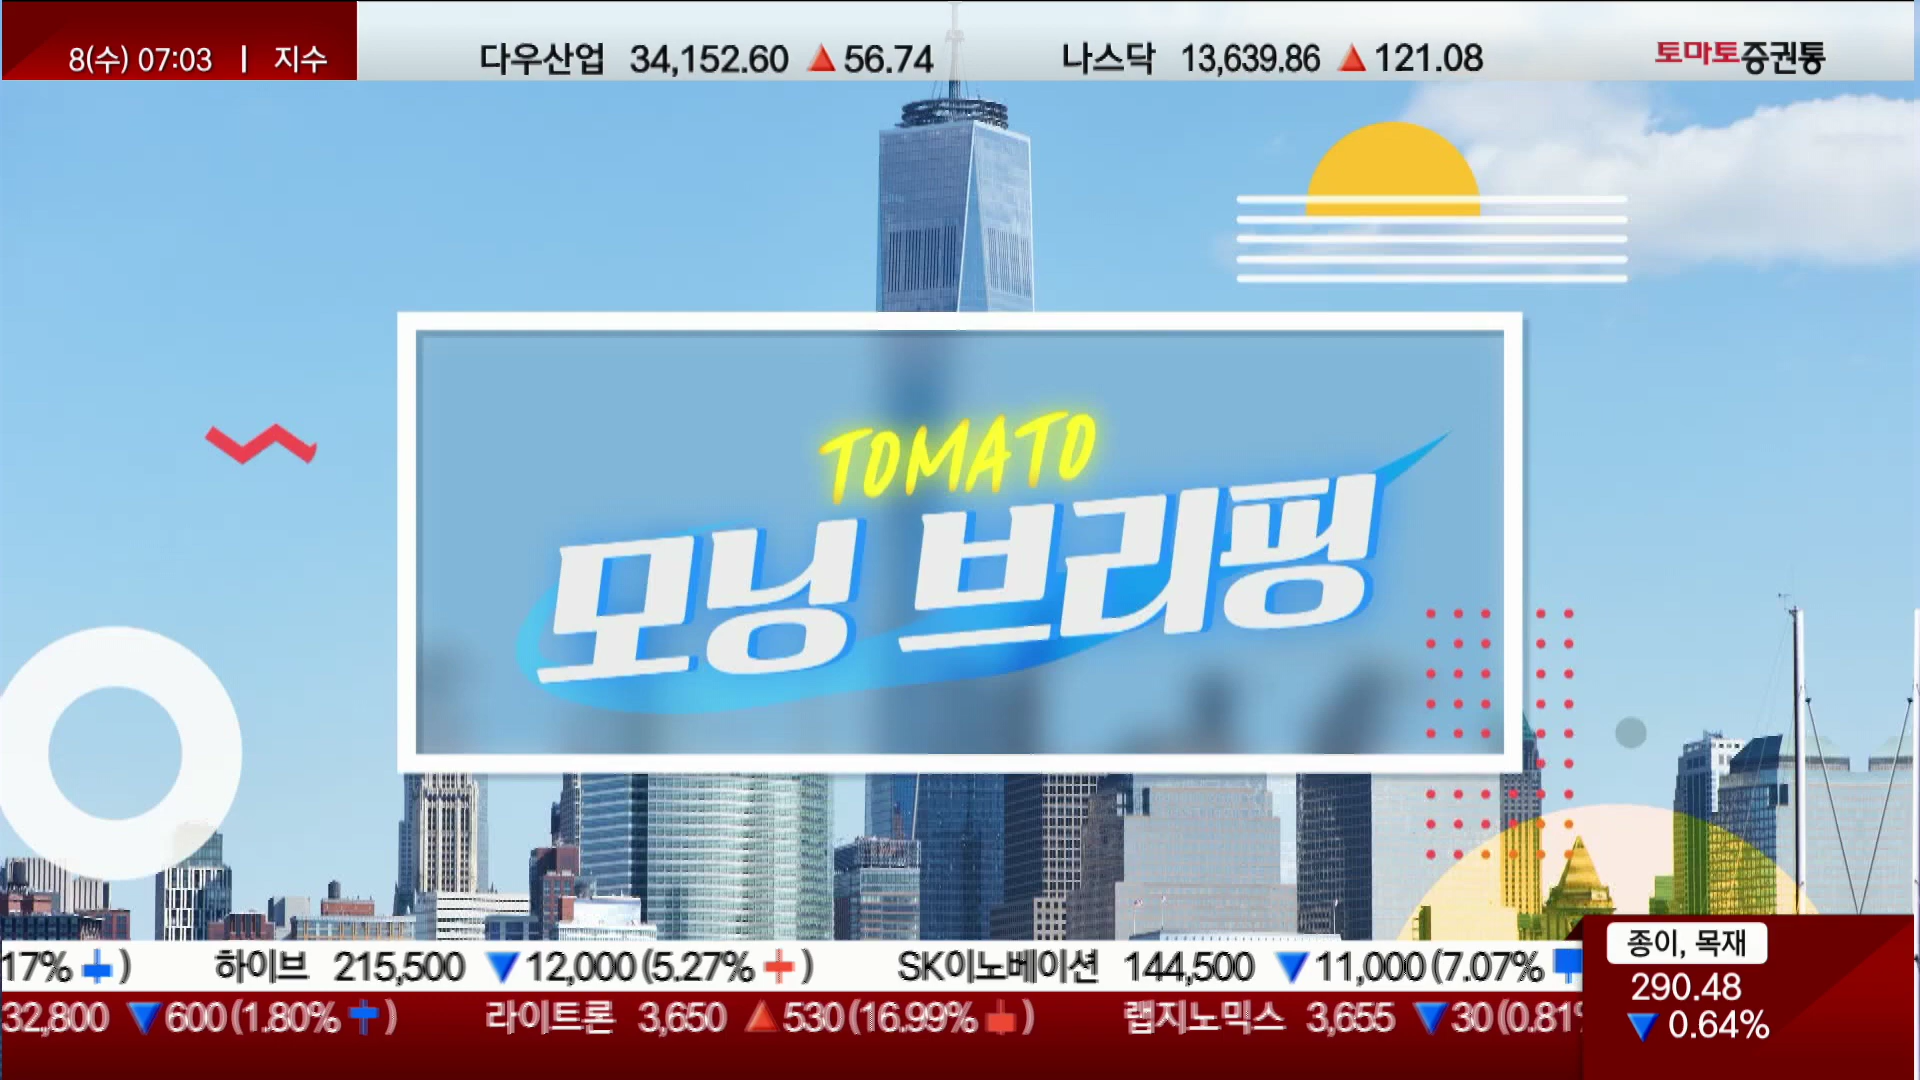 8(수) 07:03 | 지수 다우산업 34,152.60 ▲56.74 나스닥 13,639.86 ▲121.08 토마토증권통
TOMATO
모닝 브리핑
17% ) 하이브 215,500 ▼12,000(5.27% ) SK이노베이션 144,500 ▼11,000(7.07%
32,800 ▼600(1.80% ) 라이트론 3,650 ▲530(16.99% ) 랩지노믹스 3,655 ▼30(0.81%
종이, 목재
290.48
▼0.64%